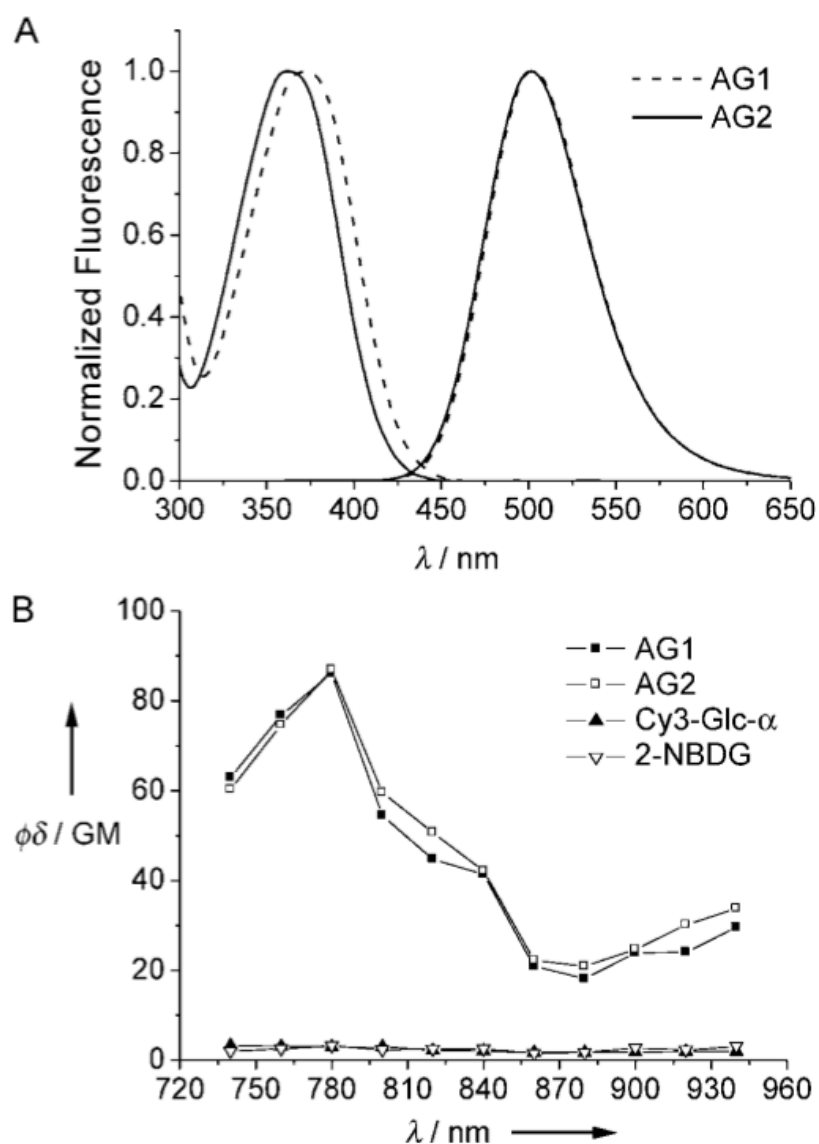 A
Normalized Fluorescence
1.0
0.8
0.6
0.4
0.2
0.0
AG1
AG2
300 350 400 450 500 550 600 650
λ / nm
B
ϕδ / GM
100
80
60
40
20
0
AG1
AG2
Cy3-Glc-α
2-NBDG
720 750 780 810 840 870 900 930 960
λ / nm